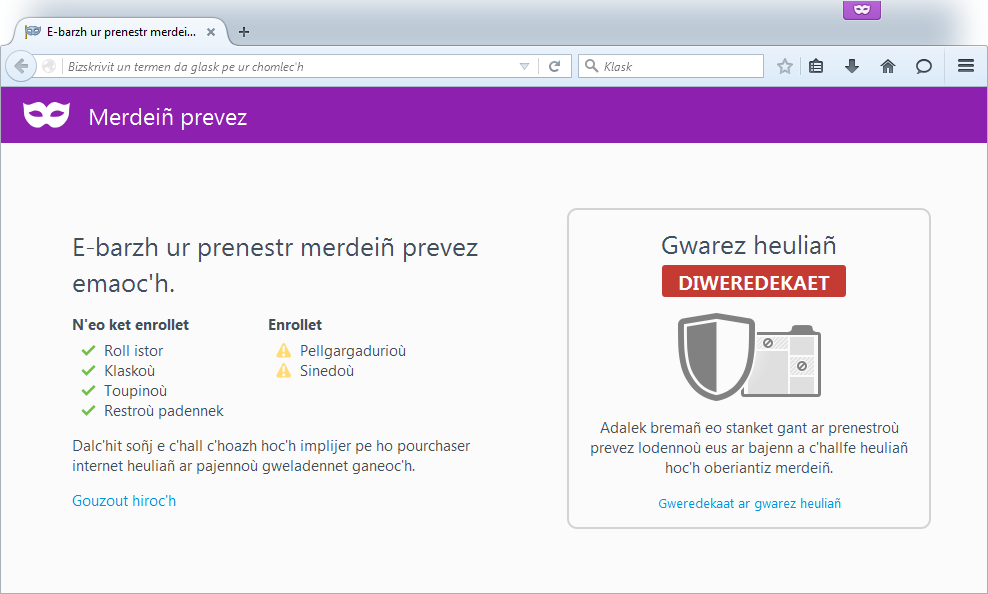 E-barzh ur prenestr merdei...
Bizskrivit un termen da glask pe ur chomlec'h
Klask
Merdeiñ prevez
E-barzh ur prenestr merdeiñ prevez
emaoc'h.
N'eo ket enrollet
Roll istor
Klaskoù
Toupinoù
Restroù padennek
Enrollet
Pellgargadurioù
Sinedoù
Dalc'hit soñj e c'hall c'hoazh hoc'h implijer pe ho pourchaser
internet heuliañ ar pajennoù gweladennet ganeoc'h.
Gouzout hiroc'h
Gwarez heuliañ
DIWEREDEKAET
Adalek bremañ eo stanket gant ar prenestroù
prevez lodennoù eus ar bajenn a c'hallfe heuliañ
hoc'h oberiantiz merdeiñ.
Gweredekaat ar gwarez heuliañ